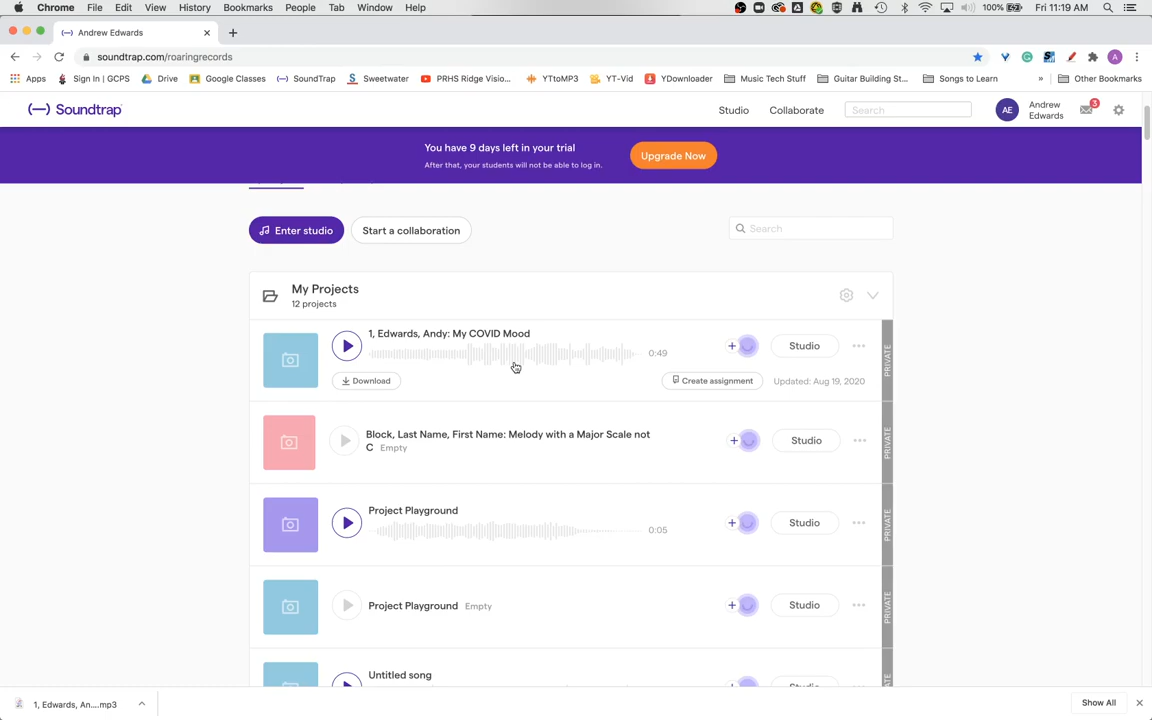 Chrome File Edit View History Bookmarks People Tab Window Help 100% Fri 11:19 AM
Andrew Edwards
soundtrap.com/roaringrecords A
Apps Sign In | GCPS Drive Google Classes SoundTrap Sweetwater PRHS Ridge Visio... YTtoMP3 YT-Vid YDownloader Music Tech Stuff Guitar Building St... Songs to Learn » Other Bookmarks
Soundtrap Studio Collaborate Search AE Andrew Edwards 3
You have 9 days left in your trial
After that, your students will not be able to log in.
Upgrade Now
Enter studio Start a collaboration Search
My Projects
12 projects
1, Edwards, Andy: My COVID Mood
0:49 + Studio ...
Download Create assignment Updated: Aug 19, 2020
PRIVATE
Block, Last Name, First Name: Melody with a Major Scale not
C Empty
+ Studio ...
PRIVATE
Project Playground
0:05 + Studio ...
PRIVATE
Project Playground Empty + Studio ...
PRIVATE
Untitled song
1, Edwards, An....mp3 Show All